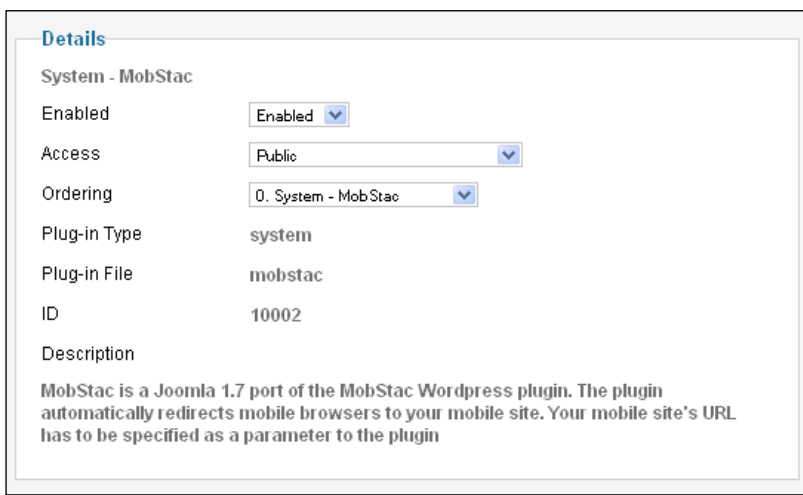 Details
System - MobStac
Enabled Enabled
Access Public
Ordering 0. System - MobStac
Plug-in Type system
Plug-in File mobstac
ID 10002
Description
MobStac is a Joomla 1.7 port of the MobStac Wordpress plugin. The plugin
automatically redirects mobile browsers to your mobile site. Your mobile site's URL
has to be specified as a parameter to the plugin